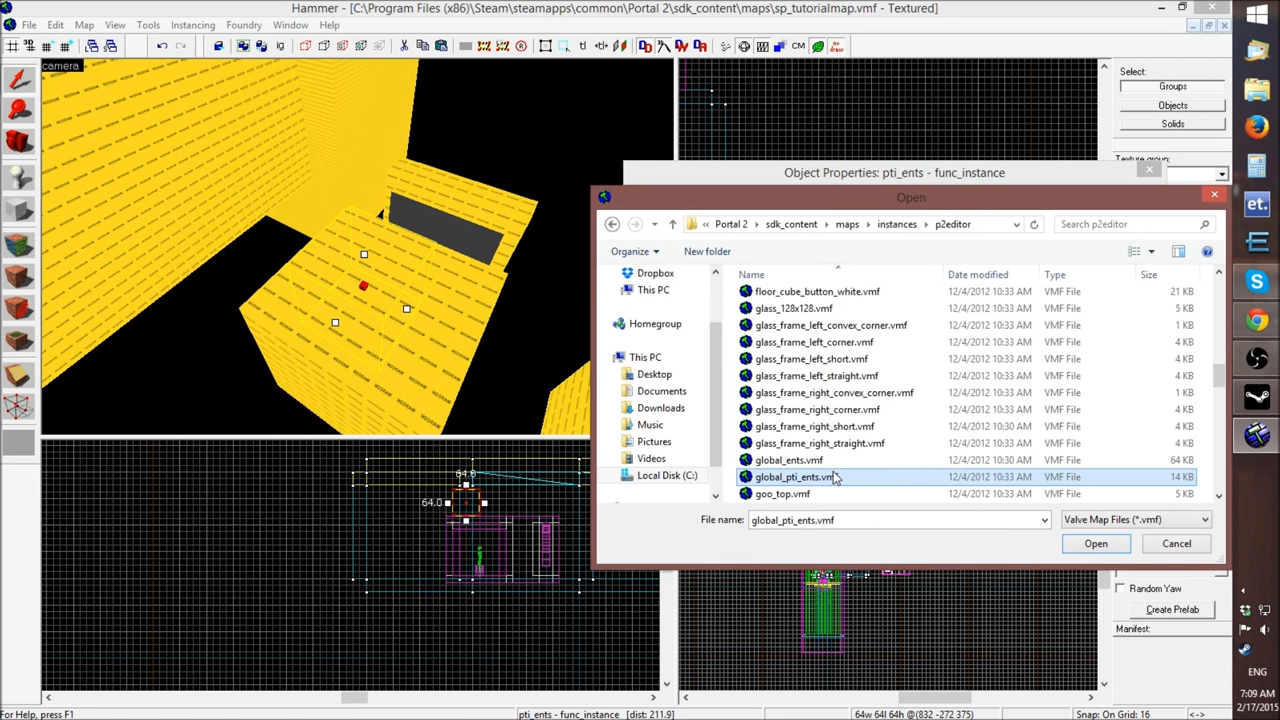 Hammer - [C:\Program Files (x86)\Steam\steamapps\common\Portal 2\sdk_content\maps\sp_tutorialmap.vmf - Textured]
File Edit Map View Tools Instancing Foundry Window Help
CM
camera
Select:
Groups
Objects
Solids
Texture group:
Object Properties: pti_ents - func_instance
Open
« Portal 2 sdk_content maps instances p2editor
Search p2editor
Organize New folder
Name Date modified Type Size
Dropbox
This PC
Homegroup
This PC
Desktop
Documents
Downloads
Music
Pictures
Videos
Local Disk (C:)
floor_cube_button_white.vmf 12/4/2012 10:33 AM VMF File 21 KB
glass_128x128.vmf 12/4/2012 10:33 AM VMF File 5 KB
glass_frame_left_convex_corner.vmf 12/4/2012 10:33 AM VMF File 1 KB
glass_frame_left_corner.vmf 12/4/2012 10:33 AM VMF File 4 KB
glass_frame_left_short.vmf 12/4/2012 10:33 AM VMF File 4 KB
glass_frame_left_straight.vmf 12/4/2012 10:33 AM VMF File 4 KB
glass_frame_right_convex_corner.vmf 12/4/2012 10:33 AM VMF File 1 KB
glass_frame_right_corner.vmf 12/4/2012 10:33 AM VMF File 4 KB
glass_frame_right_short.vmf 12/4/2012 10:33 AM VMF File 4 KB
glass_frame_right_straight.vmf 12/4/2012 10:33 AM VMF File 4 KB
global_ents.vmf 12/4/2012 10:30 AM VMF File 64 KB
global_pti_ents.vmf 12/4/2012 10:33 AM VMF File 14 KB
goo_top.vmf 12/4/2012 10:33 AM VMF File 5 KB
File name: global_pti_ents.vmf Valve Map Files (*.vmf)
Open Cancel
64.0
64.0
Random Yaw
Create Prefab
Manifest:
et.
ENG
7:09 AM
2/17/2015
For Help, press F1 pti_ents - func_instance [dist: 211.9] 64w 64l 64h @(832 -272 375) Snap: On Grid: 16 <->